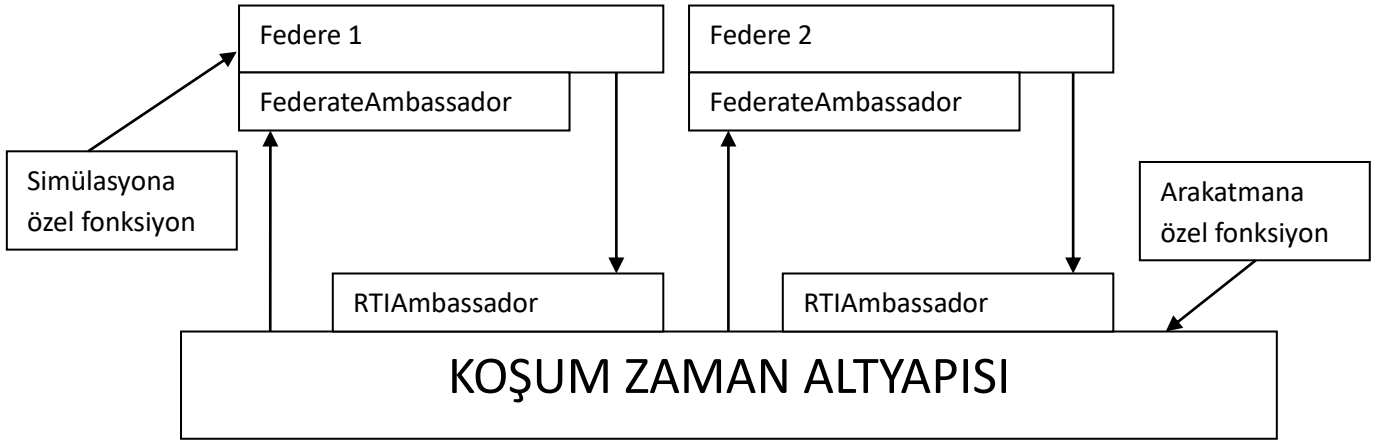 Federe 1
Federe 2
FederateAmbassador
FederateAmbassador
Simülasyona
özel fonksiyon
Arakatmana
özel fonksiyon
RTIAmbassador
RTIAmbassador
KOŞUM ZAMAN ALTYAPISI